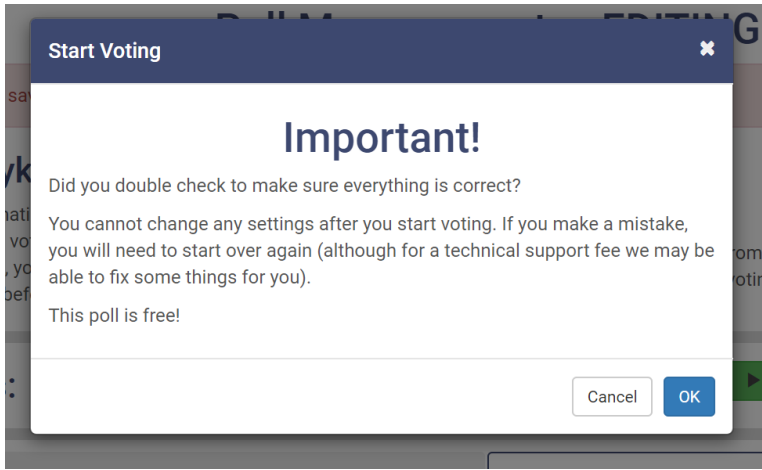 EDITING
Start Voting
Important!
Did you double check to make sure everything is correct?
You cannot change any settings after you start voting. If you make a mistake,
you will need to start over again (although for a technical support fee we may be
able to fix some things for you).
This poll is free!
Cancel
OK